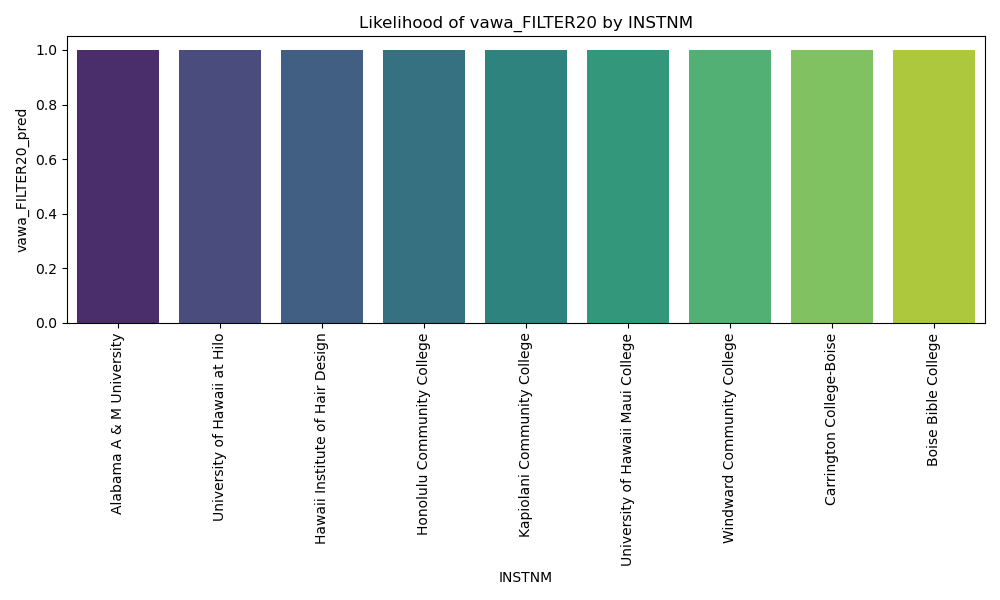 Likelihood of vawa_FILTER20 by INSTNM
vawa_FILTER20_pred
1.0
0.8
0.6
0.4
0.2
0.0
Alabama A & M University
University of Hawaii at Hilo
Hawaii Institute of Hair Design
Honolulu Community College
Kapiolani Community College
University of Hawaii Maui College
Windward Community College
Carrington College-Boise
Boise Bible College
INSTNM